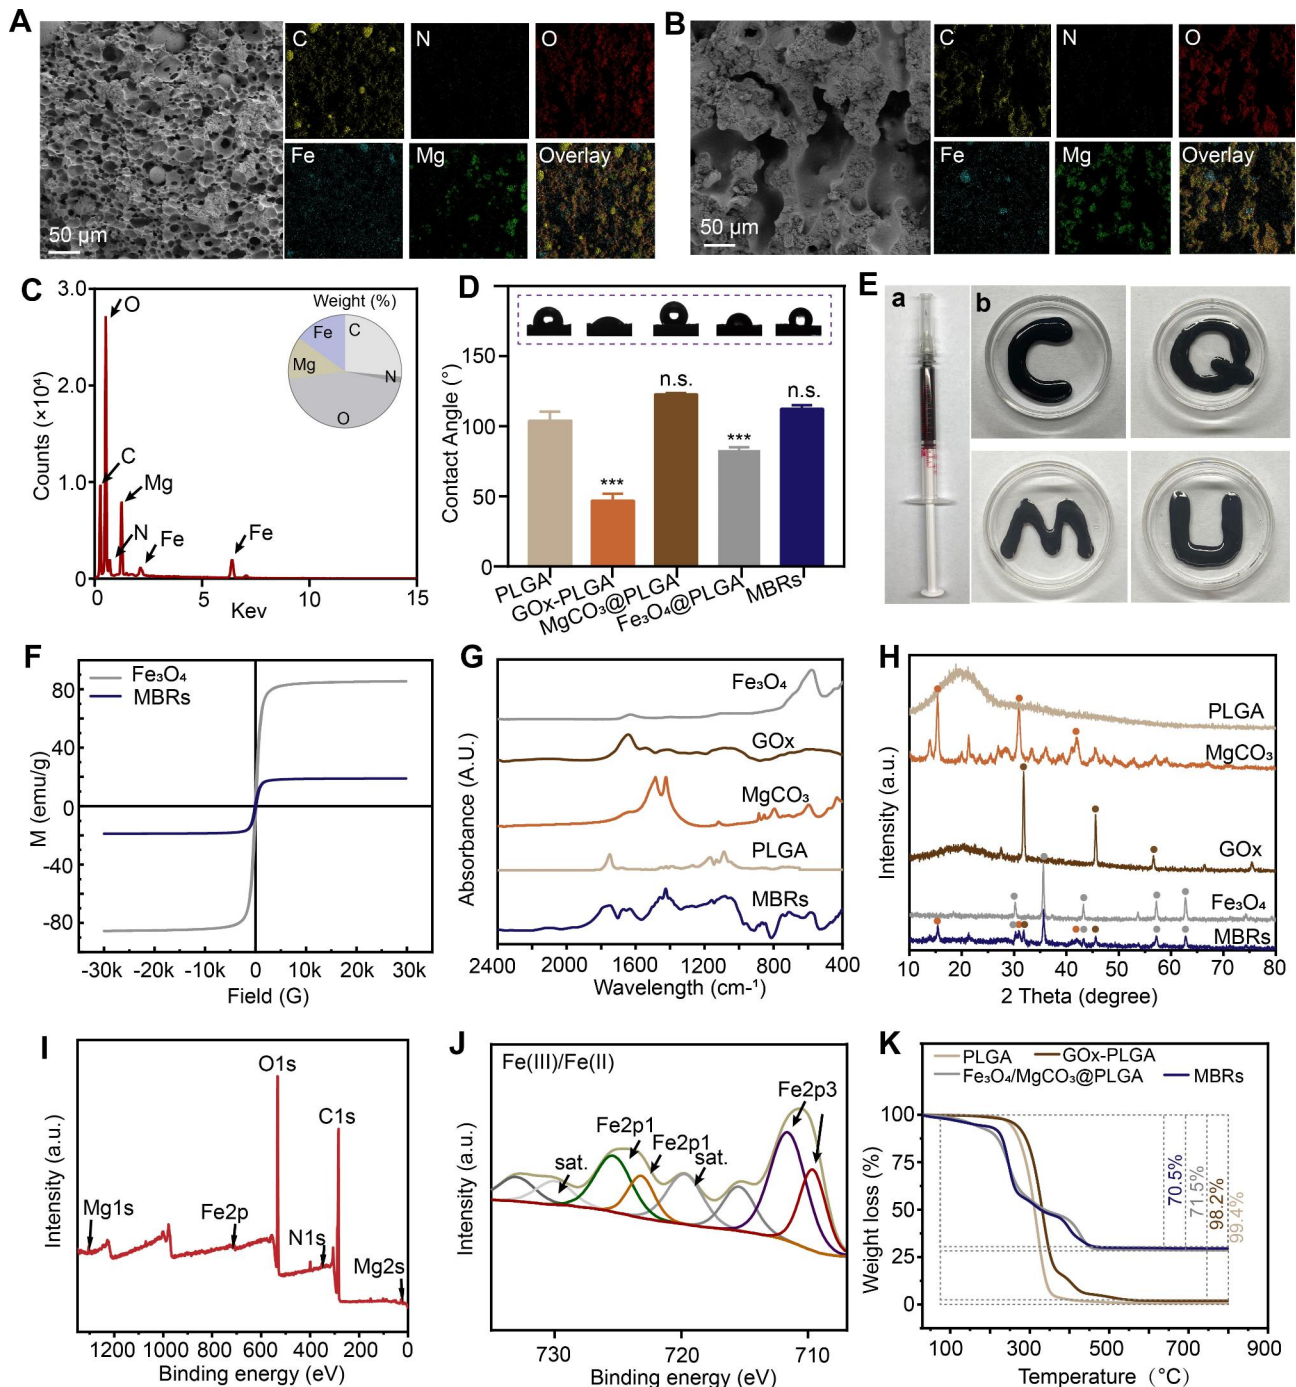 A
C
N
O
Fe
Mg
Overlay
50 μm
B
C
N
O
Fe
Mg
Overlay
50 μm
C
3.0
2.0
1.0
0
Counts (×10⁴)
O
C
Mg
N
Fe
Fe
Weight (%)
Fe
C
Mg
N
O
0
5
10
15
Kev
D
150
100
50
0
Contact Angle (°)
***
n.s.
***
n.s.
PLGA
GOx-PLGA
MgCO₃@PLGA
Fe₃O₄@PLGA
MBRs
E
a
b
F
Fe₃O₄
MBRs
80
40
0
-40
-80
M (emu/g)
-30k
-15k
0
15k
30k
Field (G)
G
Fe₃O₄
GOx
MgCO₃
PLGA
MBRs
Absorbance (A.U.)
2400
2000
1600
1200
800
400
Wavelength (cm⁻¹)
H
PLGA
MgCO₃
GOx
Fe₃O₄
MBRs
Intensity (a.u.)
10
20
30
40
50
60
70
80
2 Theta (degree)
I
O1s
C1s
Mg1s
Fe2p
N1s
Mg2s
Intensity (a.u.)
1200
1000
800
600
400
200
0
Binding energy (eV)
J
Fe(III)/Fe(II)
Fe2p3
Fe2p1
Fe2p1
sat.
sat.
Intensity (a.u.)
730
720
710
Binding energy (eV)
K
PLGA
GOx-PLGA
Fe₃O₄/MgCO₃@PLGA
MBRs
100
75
50
25
0
Weight loss (%)
70.5%
71.5%
98.2%
99.4%
100
300
500
700
900
Temperature (°C)